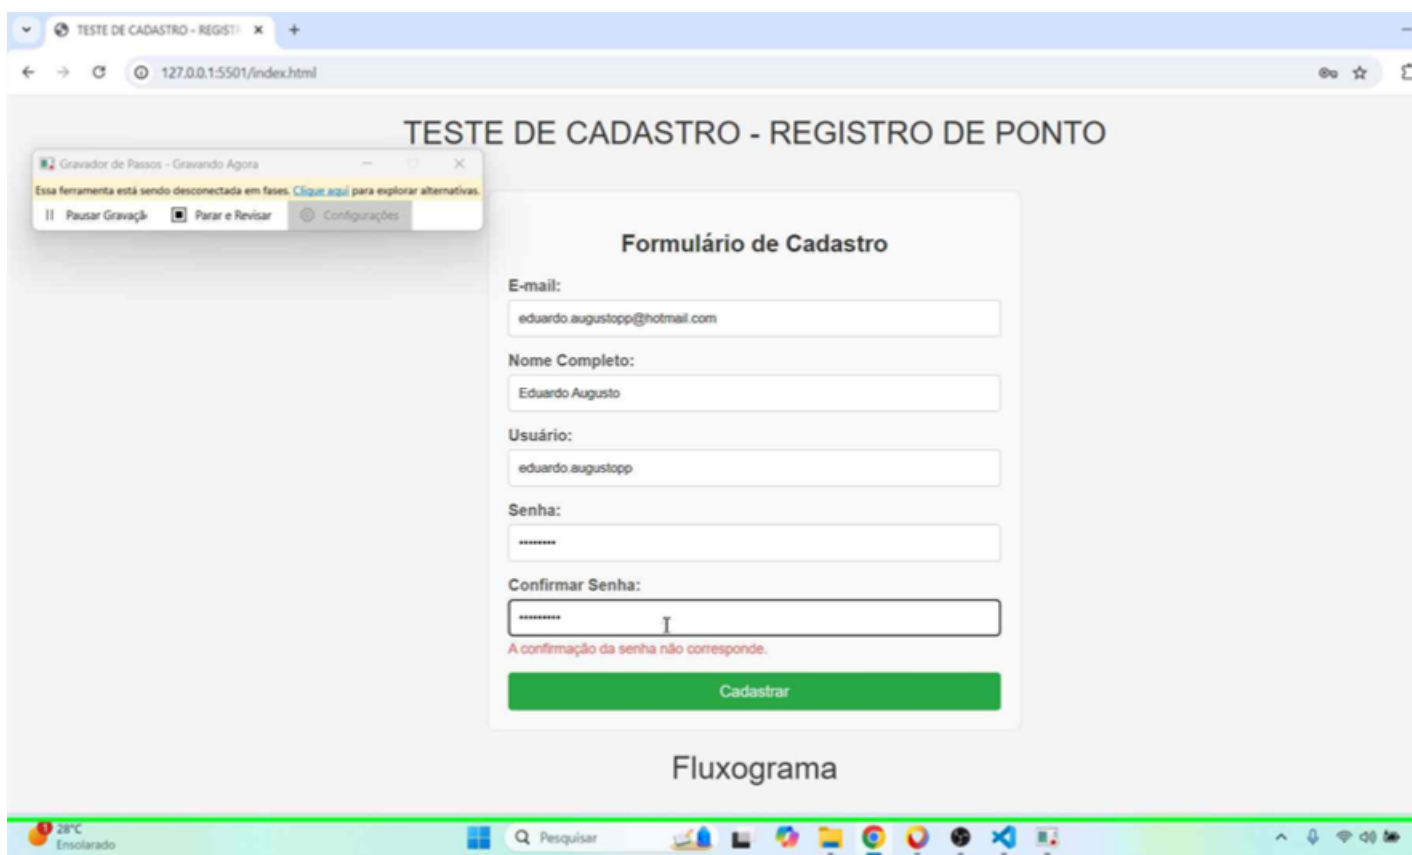 TESTE DE CADASTRO - REGISTR
127.0.0.1:5501/index.html
TESTE DE CADASTRO - REGISTRO DE PONTO
Gravador de Passos - Gravando Agora
Essa ferramenta está sendo desconectada em fases. Clique aqui para explorar alternativas.
Pausar Gravaçã Parar e Revisar Configurações
Formulário de Cadastro
E-mail:
eduardo.augustopp@hotmail.com
Nome Completo:
Eduardo Augusto
Usuário:
eduardo.augustopp
Senha:
••••••••
Confirmar Senha:
•••••••••
A confirmação da senha não corresponde.
Cadastrar
Fluxograma
1 28°C
Ensolarado
Pesquisar